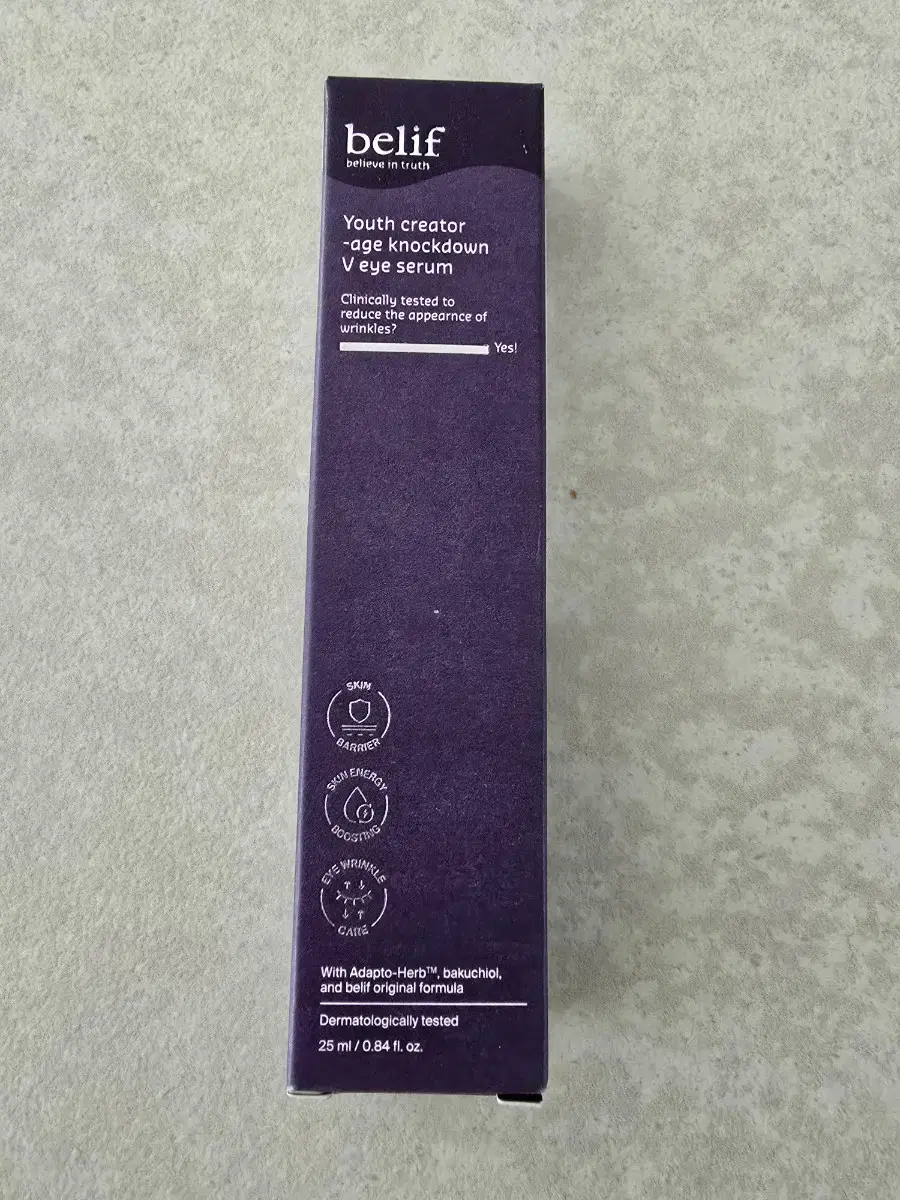 belif
believe in truth
Youth creator
-age knockdown
V eye serum
Clinically tested to
reduce the appearnce of
wrinkles?
Yes!
SKIN
BARRIER
SKIN ENERGY
BOOSTING
EYE WRINKLE
CARE
With Adapto-Herb™, bakuchiol,
and belif original formula
Dermatologically tested
25 ml / 0.84 fl. oz.